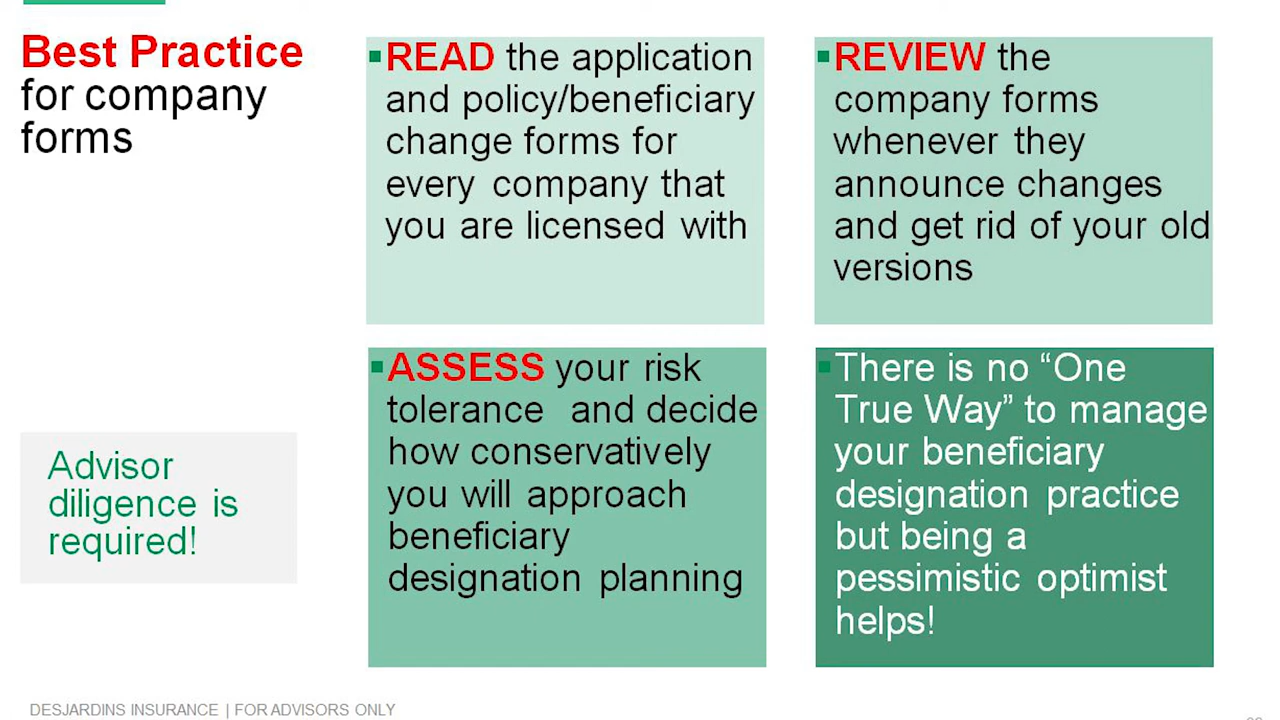 Best Practice
for company
forms
▪READ the application
and policy/beneficiary
change forms for
every company that
you are licensed with
▪REVIEW the
company forms
whenever they
announce changes
and get rid of your old
versions
▪ASSESS your risk
tolerance and decide
how conservatively
you will approach
beneficiary
designation planning
▪There is no “One
True Way” to manage
your beneficiary
designation practice
but being a
pessimistic optimist
helps!
Advisor
diligence is
required!
DESJARDINS INSURANCE | FOR ADVISORS ONLY